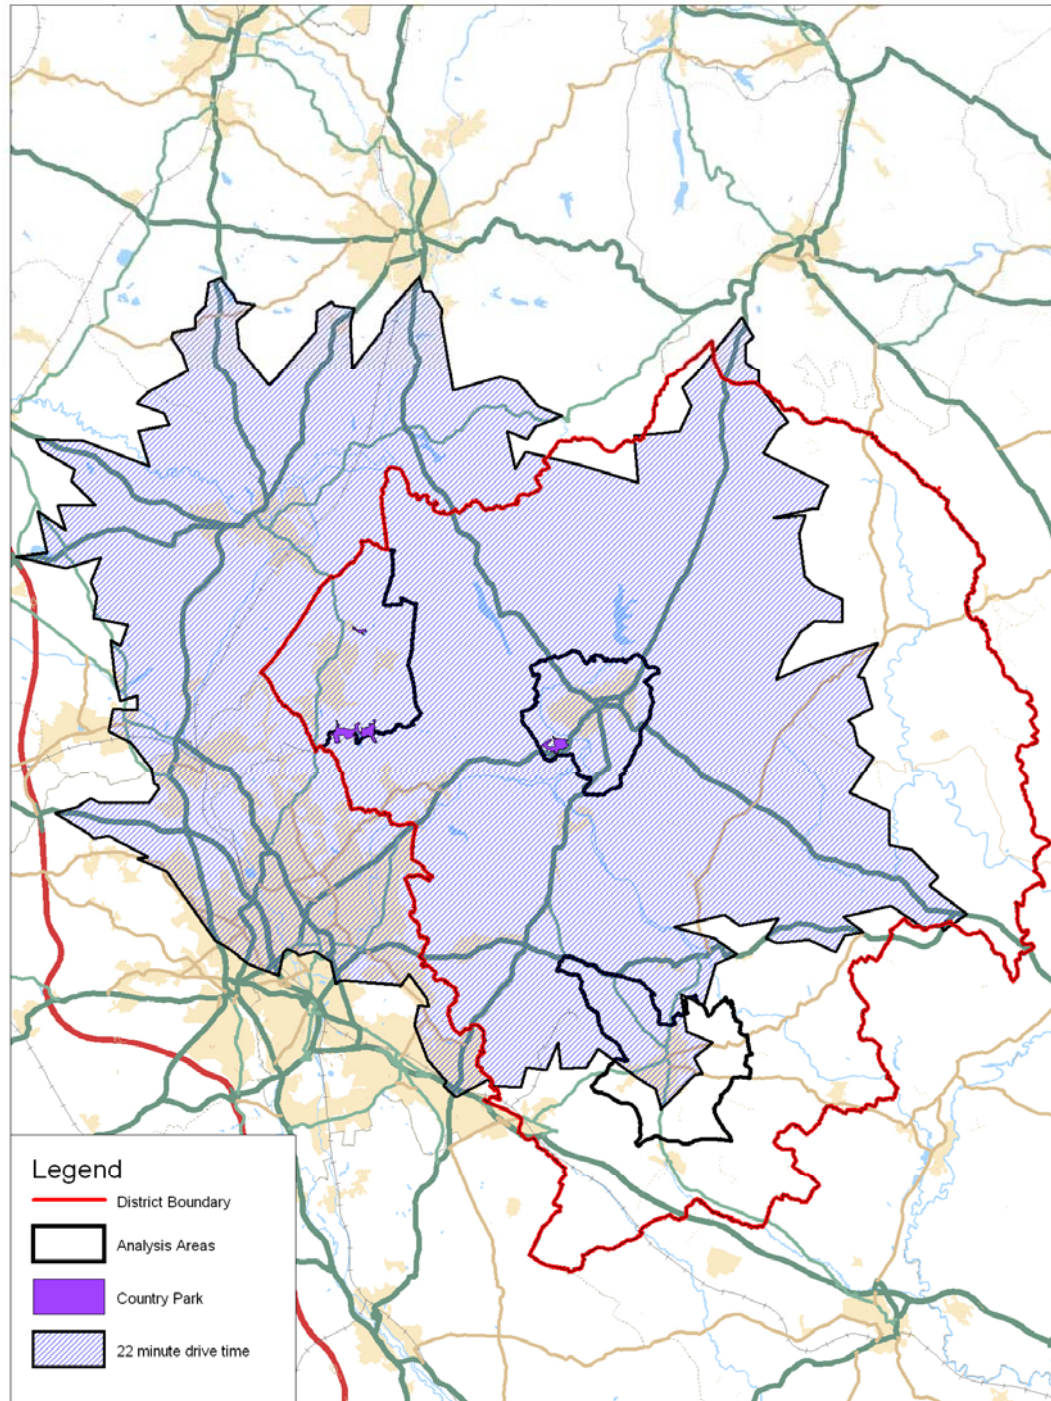 Legend
District Boundary
Analysis Areas
Country Park
22 minute drive time